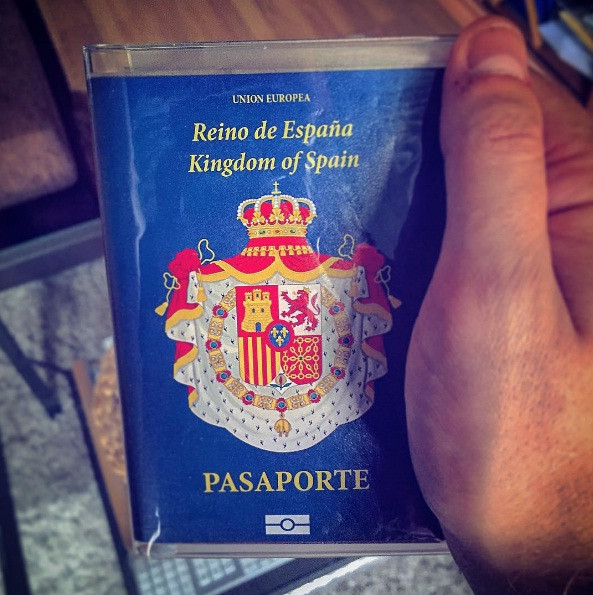 UNION EUROPEA
Reino de España
Kingdom of Spain
PASAPORTE